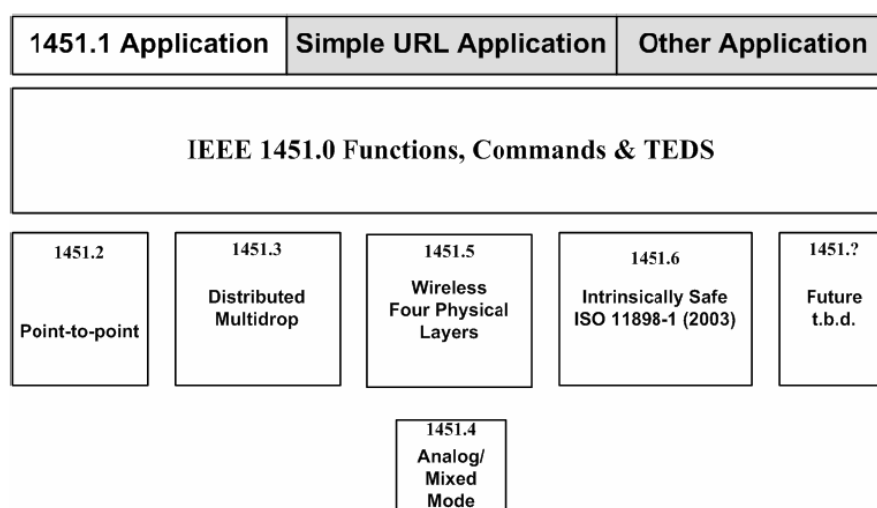 1451.1 Application
Simple URL Application
Other Application
IEEE 1451.0 Functions, Commands & TEDS
1451.2
Point-to-point
1451.3
Distributed
Multidrop
1451.5
Wireless
Four Physical
Layers
1451.6
Intrinsically Safe
ISO 11898-1 (2003)
1451.?
Future
t.b.d.
1451.4
Analog/
Mixed
Mode